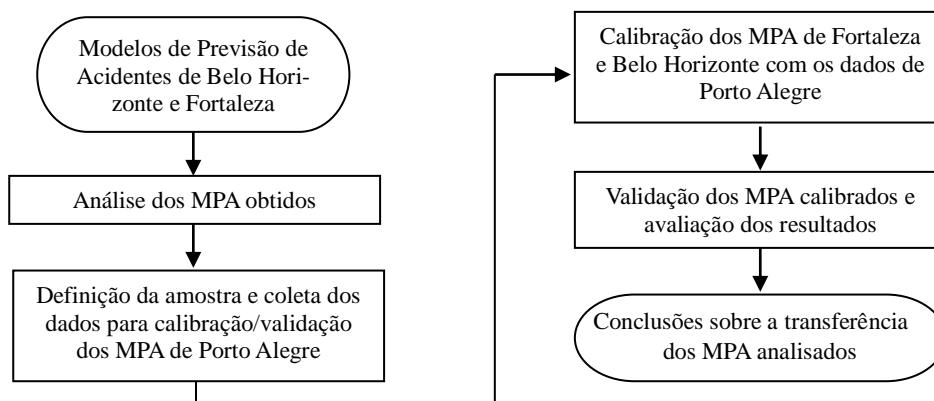 Modelos de Previsão de
Acidentes de Belo Hori-
zonte e Fortaleza
Análise dos MPA obtidos
Definição da amostra e coleta dos
dados para calibração/validação
dos MPA de Porto Alegre
Calibração dos MPA de Fortaleza
e Belo Horizonte com os dados de
Porto Alegre
Validação dos MPA calibrados e
avaliação dos resultados
Conclusões sobre a transferência
dos MPA analisados